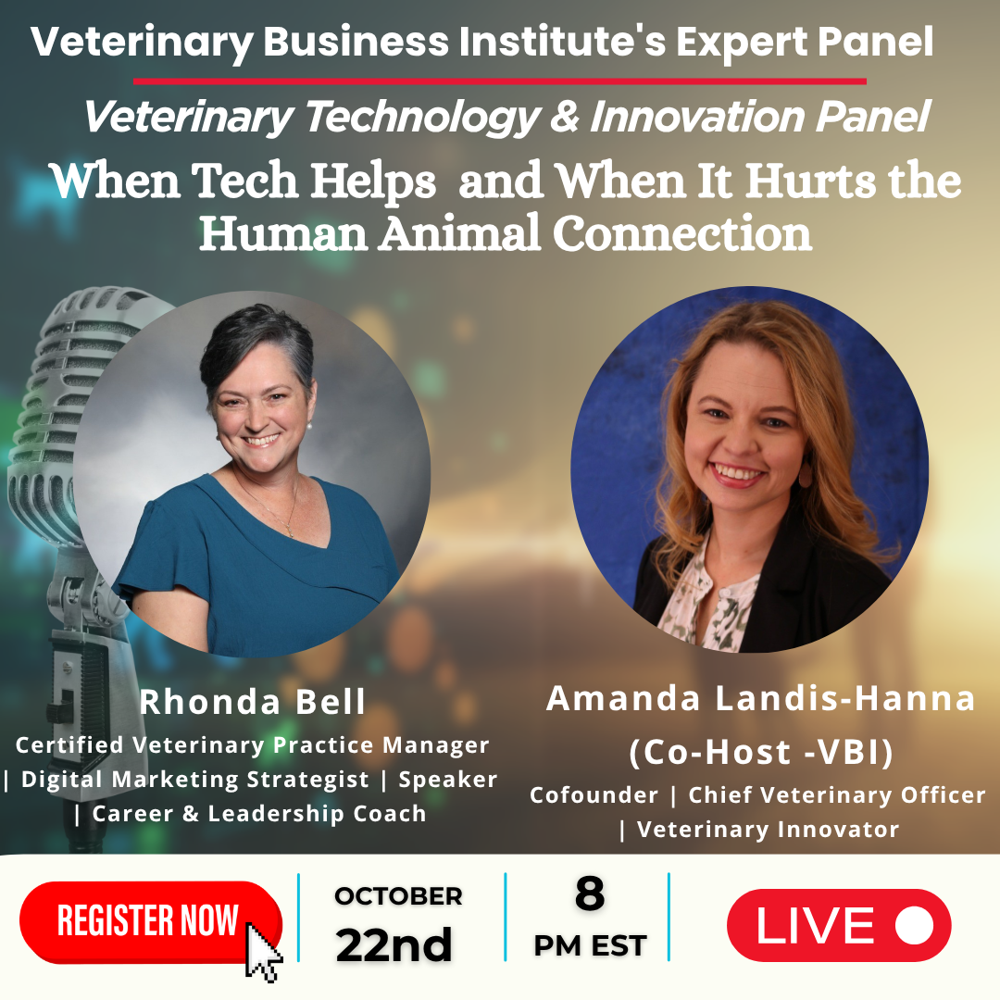 Veterinary Business Institute's Expert Panel
Veterinary Technology & Innovation Panel
When Tech Helps and When It Hurts the
Human Animal Connection
Rhonda Bell
Certified Veterinary Practice Manager
| Digital Marketing Strategist | Speaker
| Career & Leadership Coach
Amanda Landis-Hanna
(Co-Host -VBI)
Cofounder | Chief Veterinary Officer
| Veterinary Innovator
REGISTER NOW
OCTOBER
22nd
8
PM EST
LIVE